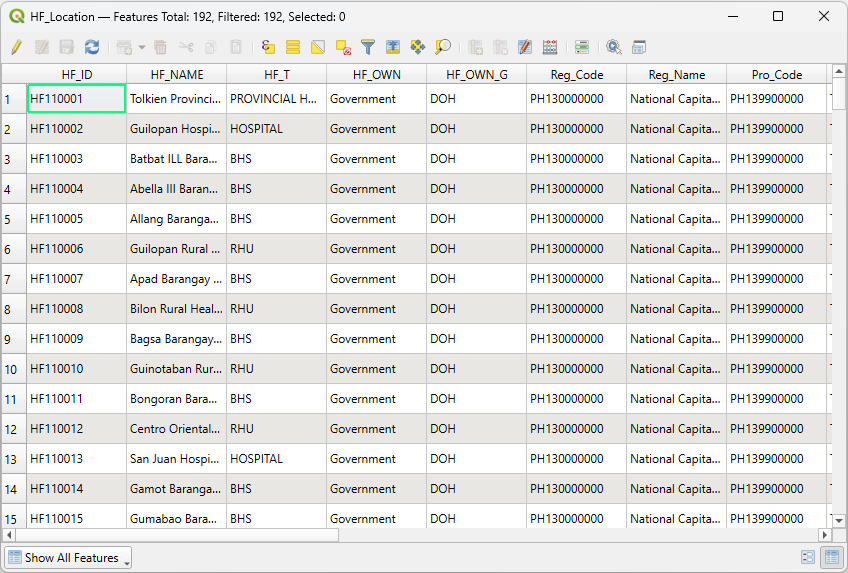 HF_Location — Features Total: 192, Filtered: 192, Selected: 0
HF_ID HF_NAME HF_T HF_OWN HF_OWN_G Reg_Code Reg_Name Pro_Code
1 HF110001 Tolkien Provinci... PROVINCIAL H... Government DOH PH130000000 National Capita... PH139900000
2 HF110002 Guilopan Hospi... HOSPITAL Government DOH PH130000000 National Capita... PH139900000
3 HF110003 Batbat ILL Bara... BHS Government DOH PH130000000 National Capita... PH139900000
4 HF110004 Abella III Baran... BHS Government DOH PH130000000 National Capita... PH139900000
5 HF110005 Allang Baranga... BHS Government DOH PH130000000 National Capita... PH139900000
6 HF110006 Guilopan Rural ... RHU Government DOH PH130000000 National Capita... PH139900000
7 HF110007 Apad Barangay ... BHS Government DOH PH130000000 National Capita... PH139900000
8 HF110008 Bilon Rural Heal... RHU Government DOH PH130000000 National Capita... PH139900000
9 HF110009 Bagsa Barangay... BHS Government DOH PH130000000 National Capita... PH139900000
10 HF110010 Guinotaban Rur... RHU Government DOH PH130000000 National Capita... PH139900000
11 HF110011 Bongoran Bara... BHS Government DOH PH130000000 National Capita... PH139900000
12 HF110012 Centro Oriental... RHU Government DOH PH130000000 National Capita... PH139900000
13 HF110013 San Juan Hospi... HOSPITAL Government DOH PH130000000 National Capita... PH139900000
14 HF110014 Gamot Baranga... BHS Government DOH PH130000000 National Capita... PH139900000
15 HF110015 Gumabao Bara... BHS Government DOH PH130000000 National Capita... PH139900000
Show All Features